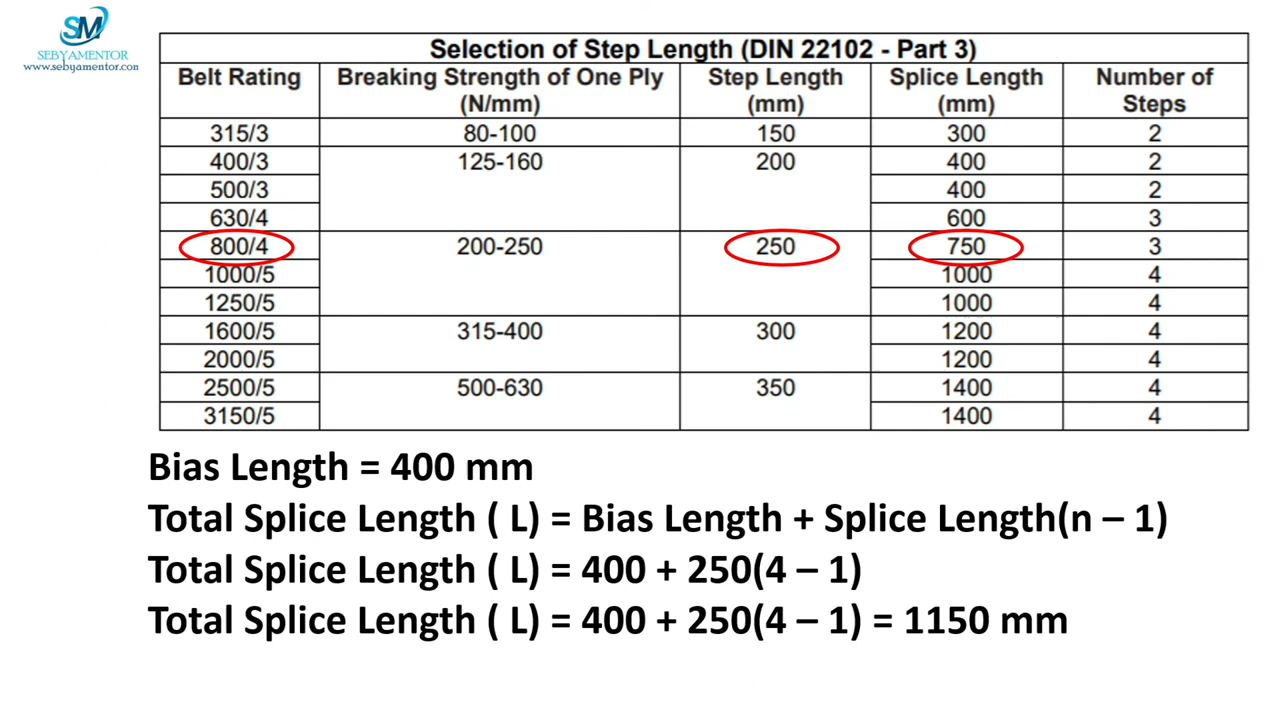 SM
SEBYAMENTOR
www.sebyamentor.com
Selection of Step Length (DIN 22102 - Part 3)
Belt Rating Breaking Strength of One Ply (N/mm) Step Length (mm) Splice Length (mm) Number of Steps
315/3 80-100 150 300 2
400/3 125-160 200 400 2
500/3 400 2
630/4 600 3
800/4 200-250 250 750 3
1000/5 1000 4
1250/5 1000 4
1600/5 315-400 300 1200 4
2000/5 1200 4
2500/5 500-630 350 1400 4
3150/5 1400 4
Bias Length = 400 mm
Total Splice Length ( L) = Bias Length + Splice Length(n – 1)
Total Splice Length ( L) = 400 + 250(4 – 1)
Total Splice Length ( L) = 400 + 250(4 – 1) = 1150 mm